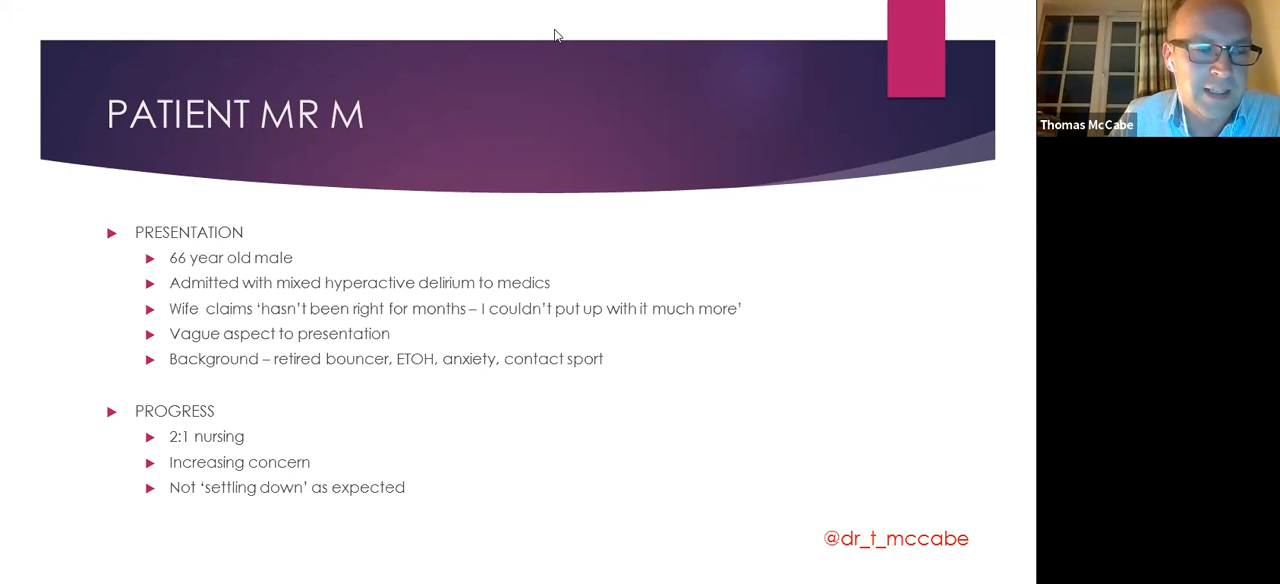 PATIENT MR M
Thomas McCabe
PRESENTATION
66 year old male
Admitted with mixed hyperactive delirium to medics
Wife claims ‘hasn’t been right for months – I couldn’t put up with it much more’
Vague aspect to presentation
Background – retired bouncer, ETOH, anxiety, contact sport
PROGRESS
2:1 nursing
Increasing concern
Not ‘settling down’ as expected
@dr_t_mccabe